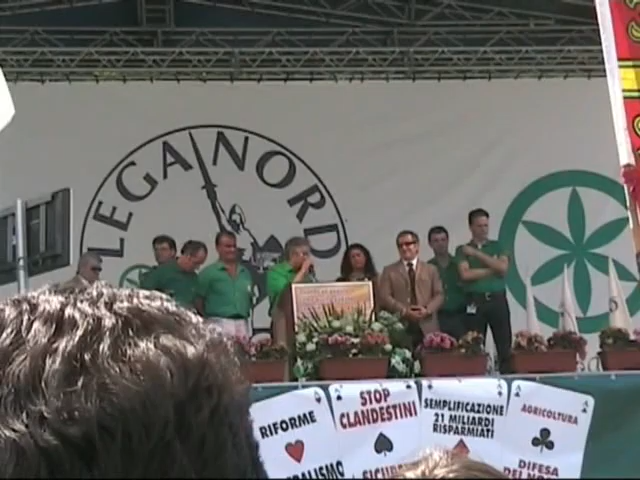 LEGA NORD
RIFORME
STOP
CLANDESTINI
SEMPLIFICAZIONE
21 MILIARDI
RISPARMIATI
AGRICOLTURA
DIFESA